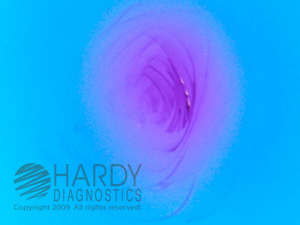 HARDY
DIAGNOSTICS
Copyright 2009 All rights reserved.